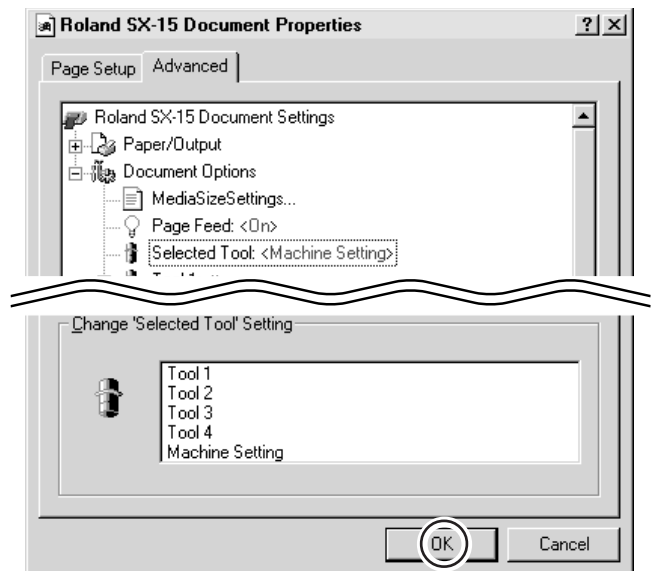 Roland SX-15 Document Properties
Page Setup
Advanced
Roland SX-15 Document Settings
Paper/Output
Document Options
MediaSizeSettings...
Page Feed: <On>
Selected Tool: <Machine Setting>
Change 'Selected Tool' Setting
Tool 1
Tool 2
Tool 3
Tool 4
Machine Setting
OK
Cancel